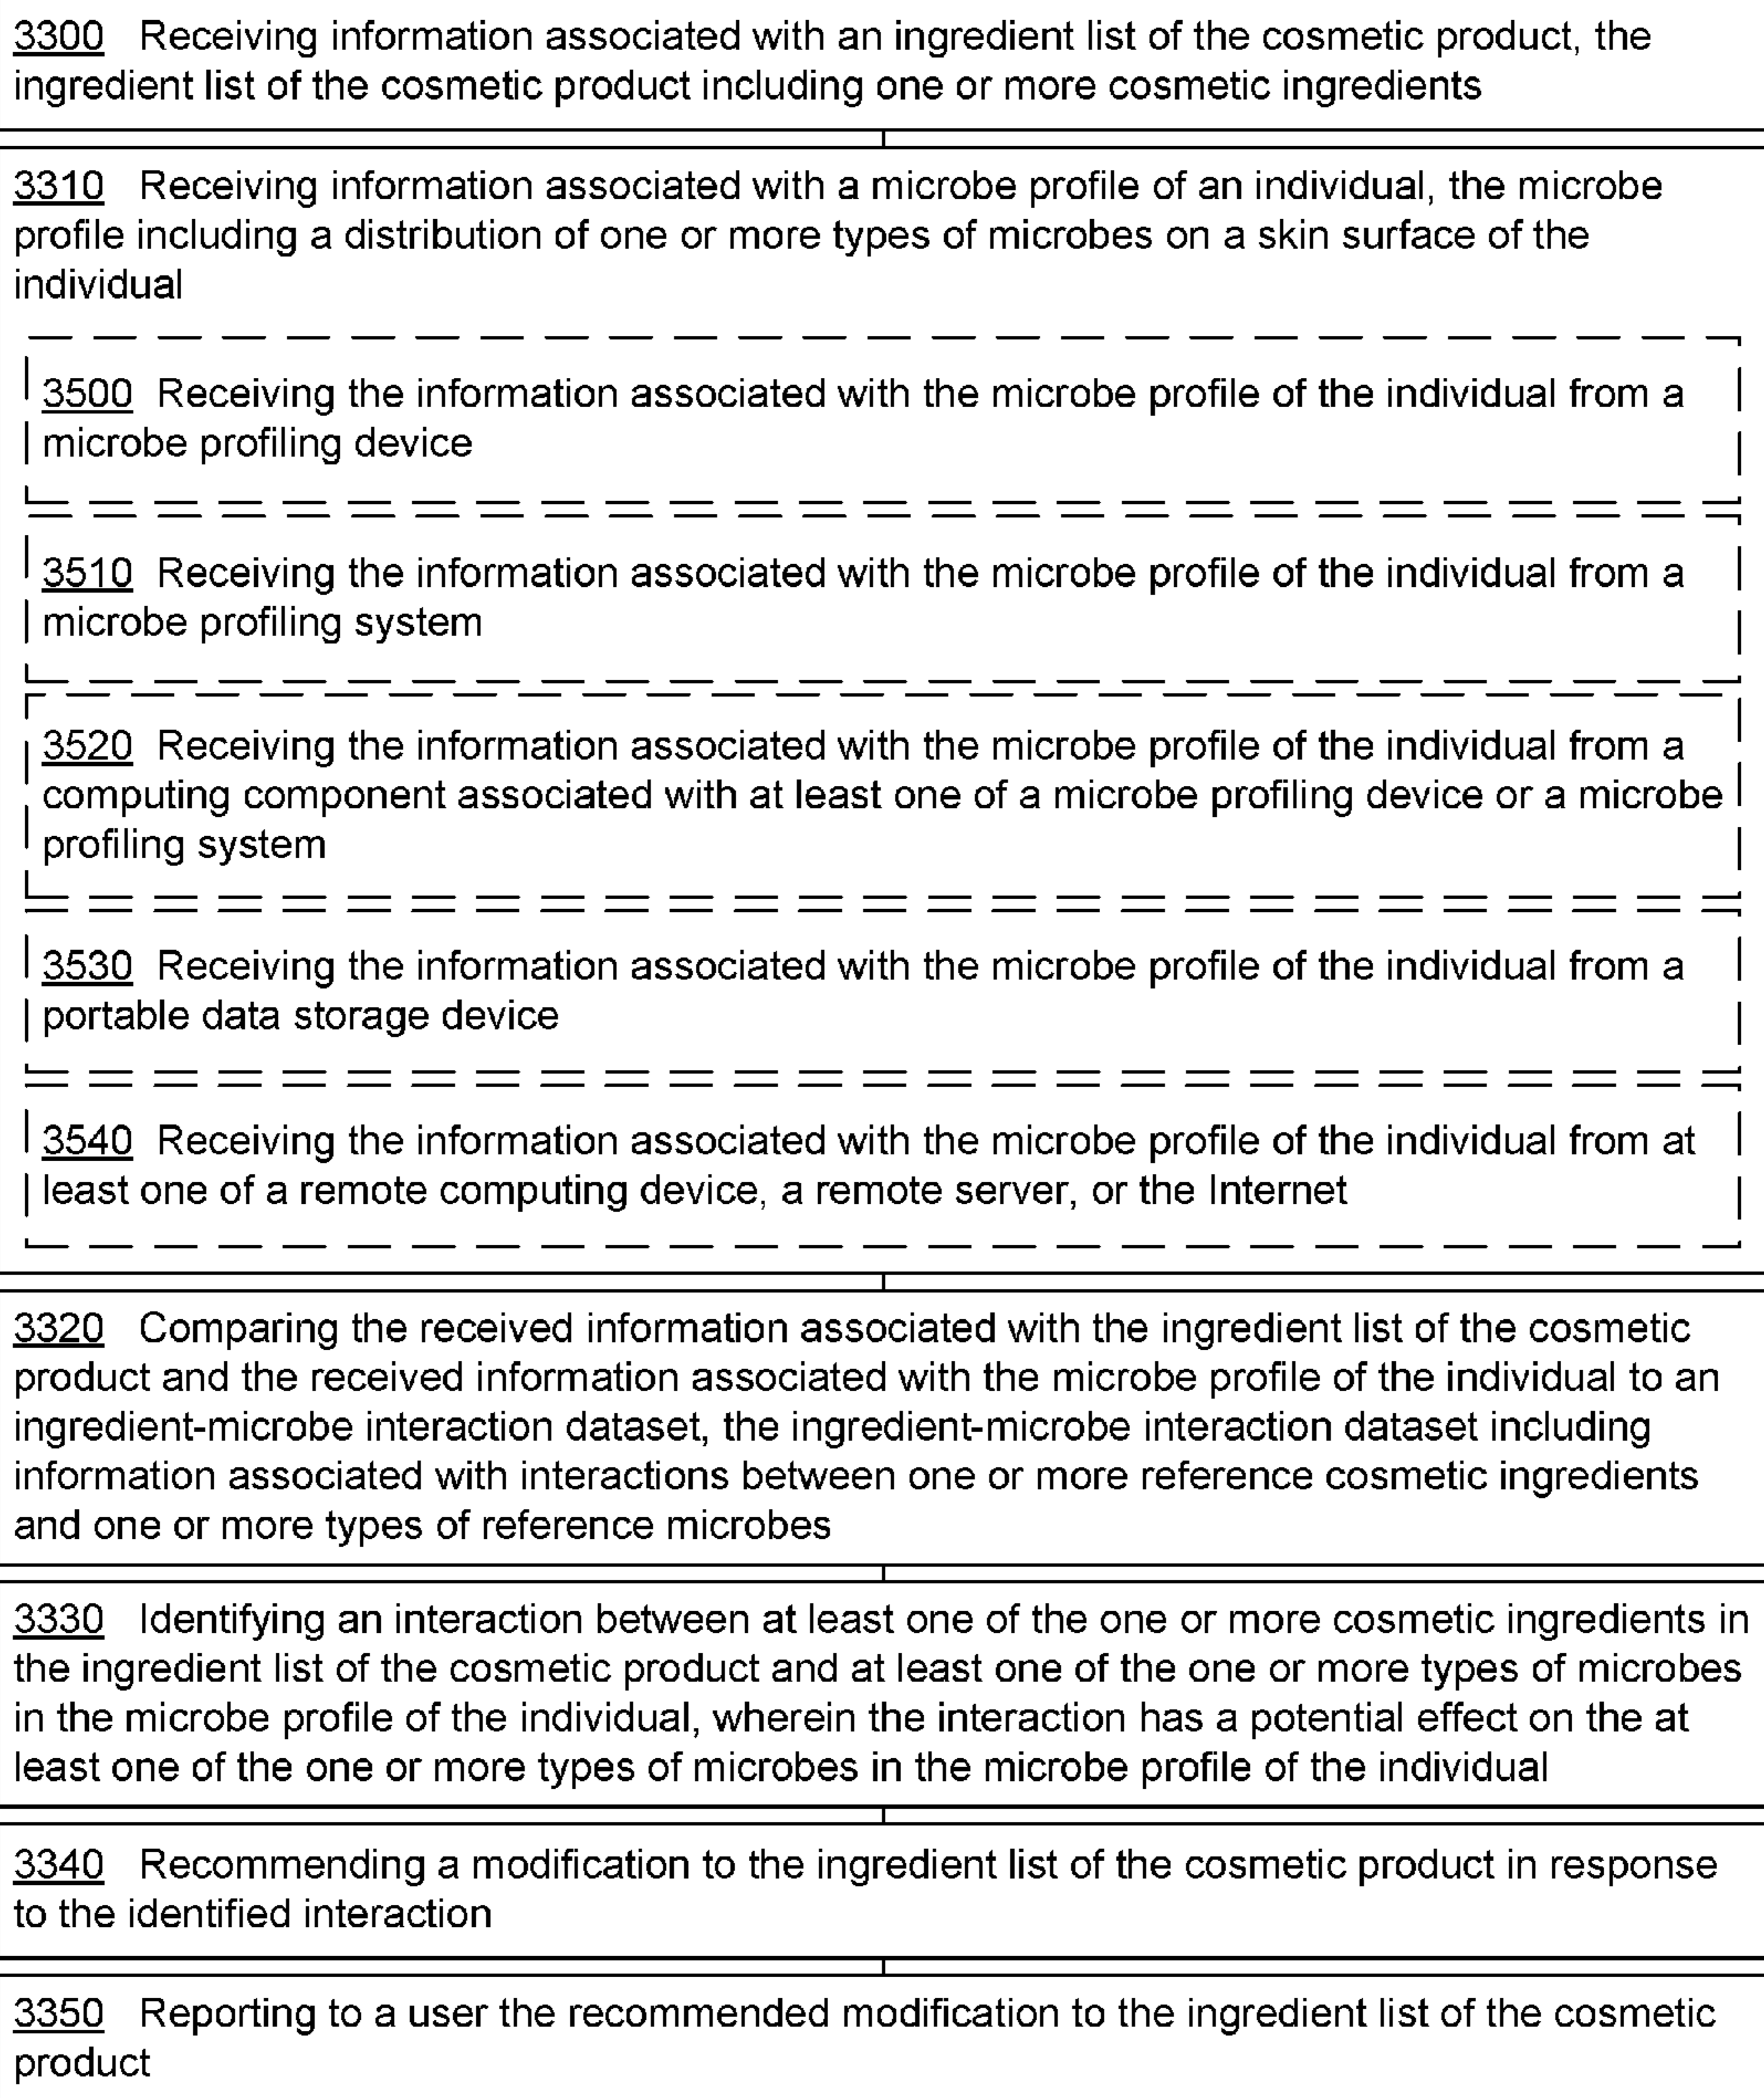 3300 Receiving information associated with an ingredient list of the cosmetic product, the
ingredient list of the cosmetic product including one or more cosmetic ingredients
3310 Receiving information associated with a microbe profile of an individual, the microbe
profile including a distribution of one or more types of microbes on a skin surface of the
individual
3500 Receiving the information associated with the microbe profile of the individual from a
microbe profiling device
3510 Receiving the information associated with the microbe profile of the individual from a
microbe profiling system
3520 Receiving the information associated with the microbe profile of the individual from a
computing component associated with at least one of a microbe profiling device or a microbe
profiling system
3530 Receiving the information associated with the microbe profile of the individual from a
portable data storage device
3540 Receiving the information associated with the microbe profile of the individual from at
least one of a remote computing device, a remote server, or the Internet
3320 Comparing the received information associated with the ingredient list of the cosmetic
product and the received information associated with the microbe profile of the individual to an
ingredient-microbe interaction dataset, the ingredient-microbe interaction dataset including
information associated with interactions between one or more reference cosmetic ingredients
and one or more types of reference microbes
3330 Identifying an interaction between at least one of the one or more cosmetic ingredients in
the ingredient list of the cosmetic product and at least one of the one or more types of microbes
in the microbe profile of the individual, wherein the interaction has a potential effect on the at
least one of the one or more types of microbes in the microbe profile of the individual
3340 Recommending a modification to the ingredient list of the cosmetic product in response
to the identified interaction
3350 Reporting to a user the recommended modification to the ingredient list of the cosmetic
product